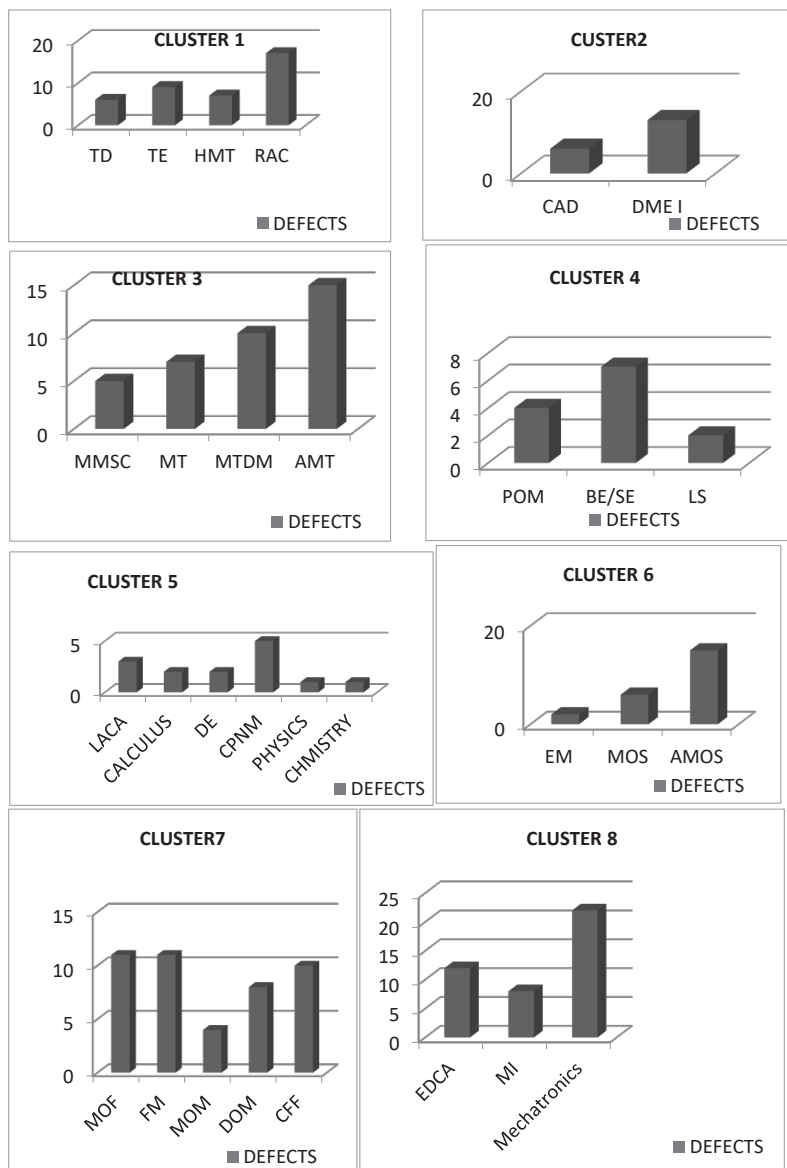 CLUSTER 1
20
10
0
TD TE HMT RAC
DEFECTS
CUSTER2
20
0
CAD DME I
DEFECTS
CLUSTER 3
15
10
5
0
MMSC MT MTDM AMT
DEFECTS
CLUSTER 4
8
6
4
2
0
POM BE/SE LS
DEFECTS
CLUSTER 5
5
0
LACA
CALCULUS
DE
CPNM
PHYSICS
CHMISTRY
DEFECTS
CLUSTER 6
20
0
EM MOS AMOS
DEFECTS
CLUSTER7
15
10
5
0
MOF
FM
MOM
DOM
CFF
DEFECTS
CLUSTER 8
25
20
15
10
5
0
EDCA
MI
Mechatronics
DEFECTS